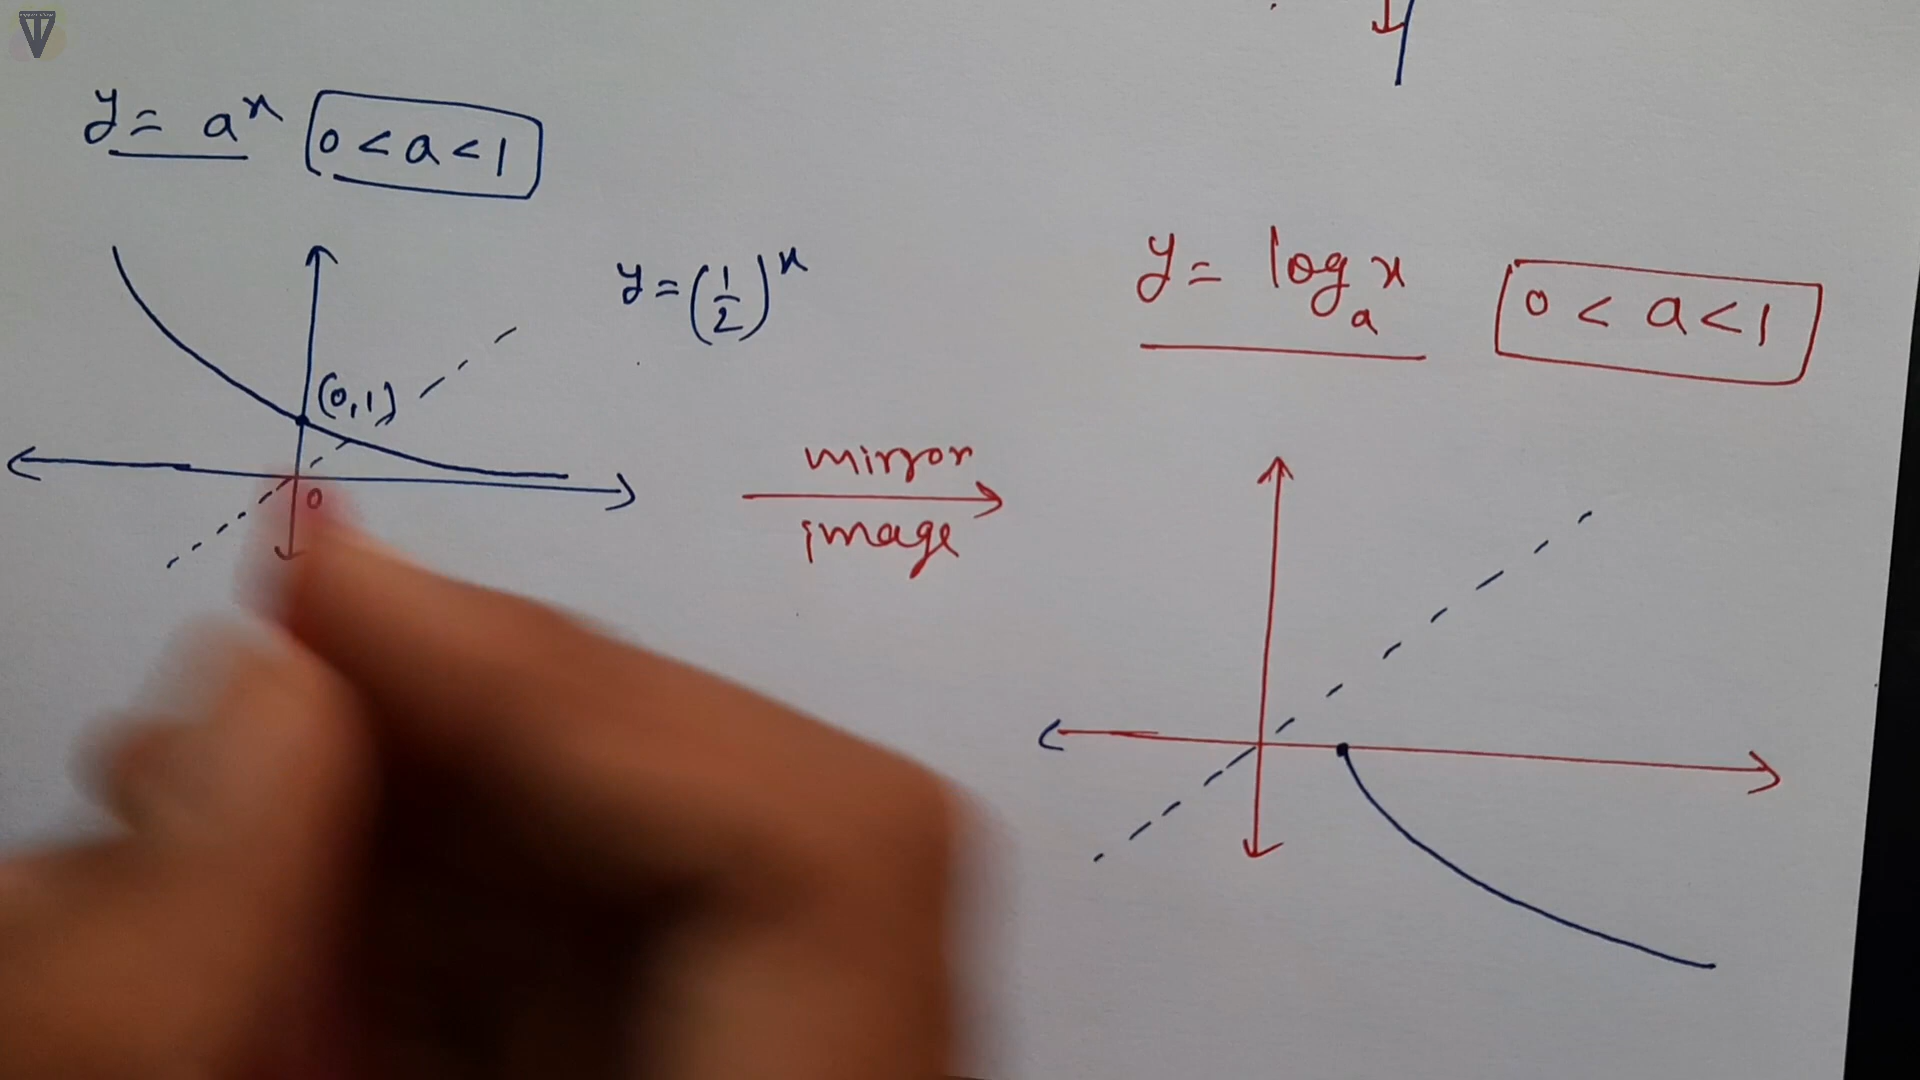 y = a^x 0 < a < 1
y = (1/2)^x
(0,1)
0
mirror
image
y = log_a x 0 < a < 1